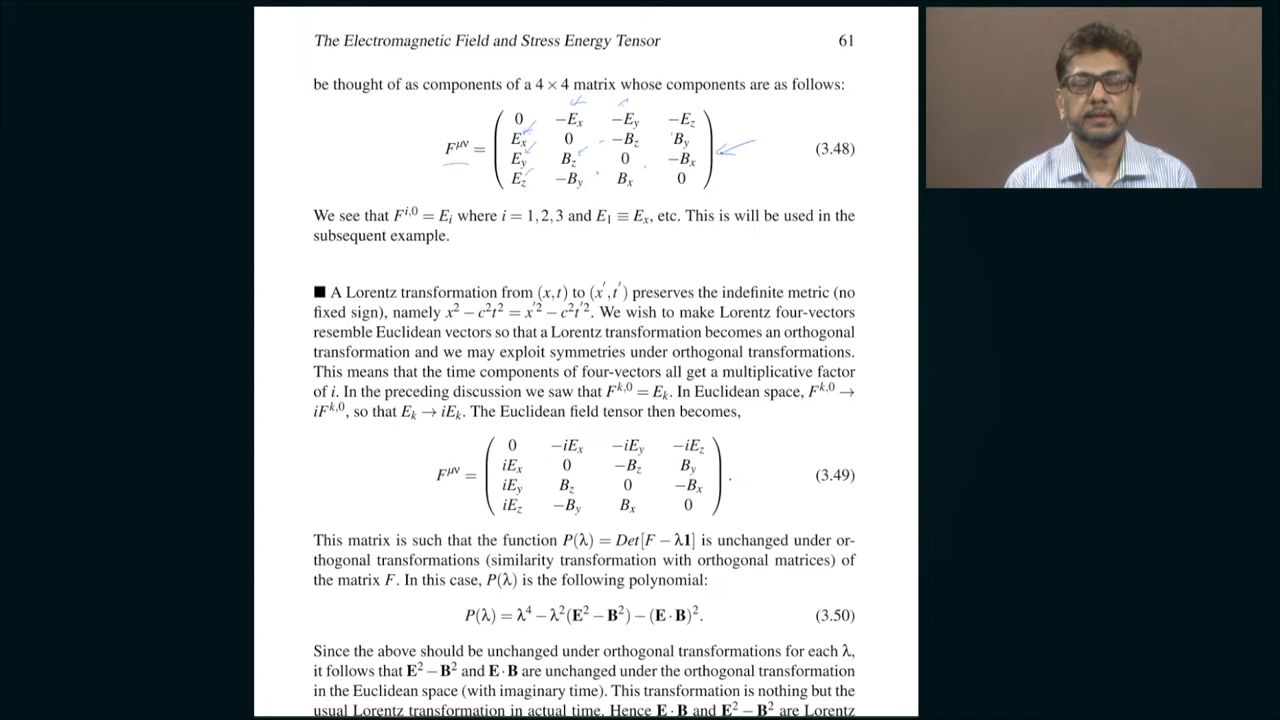 The Electromagnetic Field and Stress Energy Tensor 61
be thought of as components of a 4 × 4 matrix whose components are as follows:
F^{μν} = ( 0 −E_x −E_y −E_z
E_x 0 −B_z B_y
E_y B_z 0 −B_x
E_z −B_y B_x 0 ) (3.48)
We see that F^{i,0} = E_i where i = 1,2,3 and E_1 ≡ E_x, etc. This is will be used in the
subsequent example.
■ A Lorentz transformation from (x,t) to (x′,t′) preserves the indefinite metric (no
fixed sign), namely x² − c²t² = x′² − c²t′². We wish to make Lorentz four-vectors
resemble Euclidean vectors so that a Lorentz transformation becomes an orthogonal
transformation and we may exploit symmetries under orthogonal transformations.
This means that the time components of four-vectors all get a multiplicative factor
of i. In the preceding discussion we saw that F^{k,0} = E_k. In Euclidean space, F^{k,0} →
iF^{k,0}, so that E_k → iE_k. The Euclidean field tensor then becomes,
F^{μν} = ( 0 −iE_x −iE_y −iE_z
iE_x 0 −B_z B_y
iE_y B_z 0 −B_x
iE_z −B_y B_x 0 ) . (3.49)
This matrix is such that the function P(λ) = Det[F − λ1] is unchanged under or-
thogonal transformations (similarity transformation with orthogonal matrices) of
the matrix F. In this case, P(λ) is the following polynomial:
P(λ) = λ⁴ − λ²(E² − B²) − (E · B)². (3.50)
Since the above should be unchanged under orthogonal transformations for each λ,
it follows that E² − B² and E · B are unchanged under the orthogonal transformation
in the Euclidean space (with imaginary time). This transformation is nothing but the
usual Lorentz transformation in actual time. Hence E · B and E² − B² are Lorentz